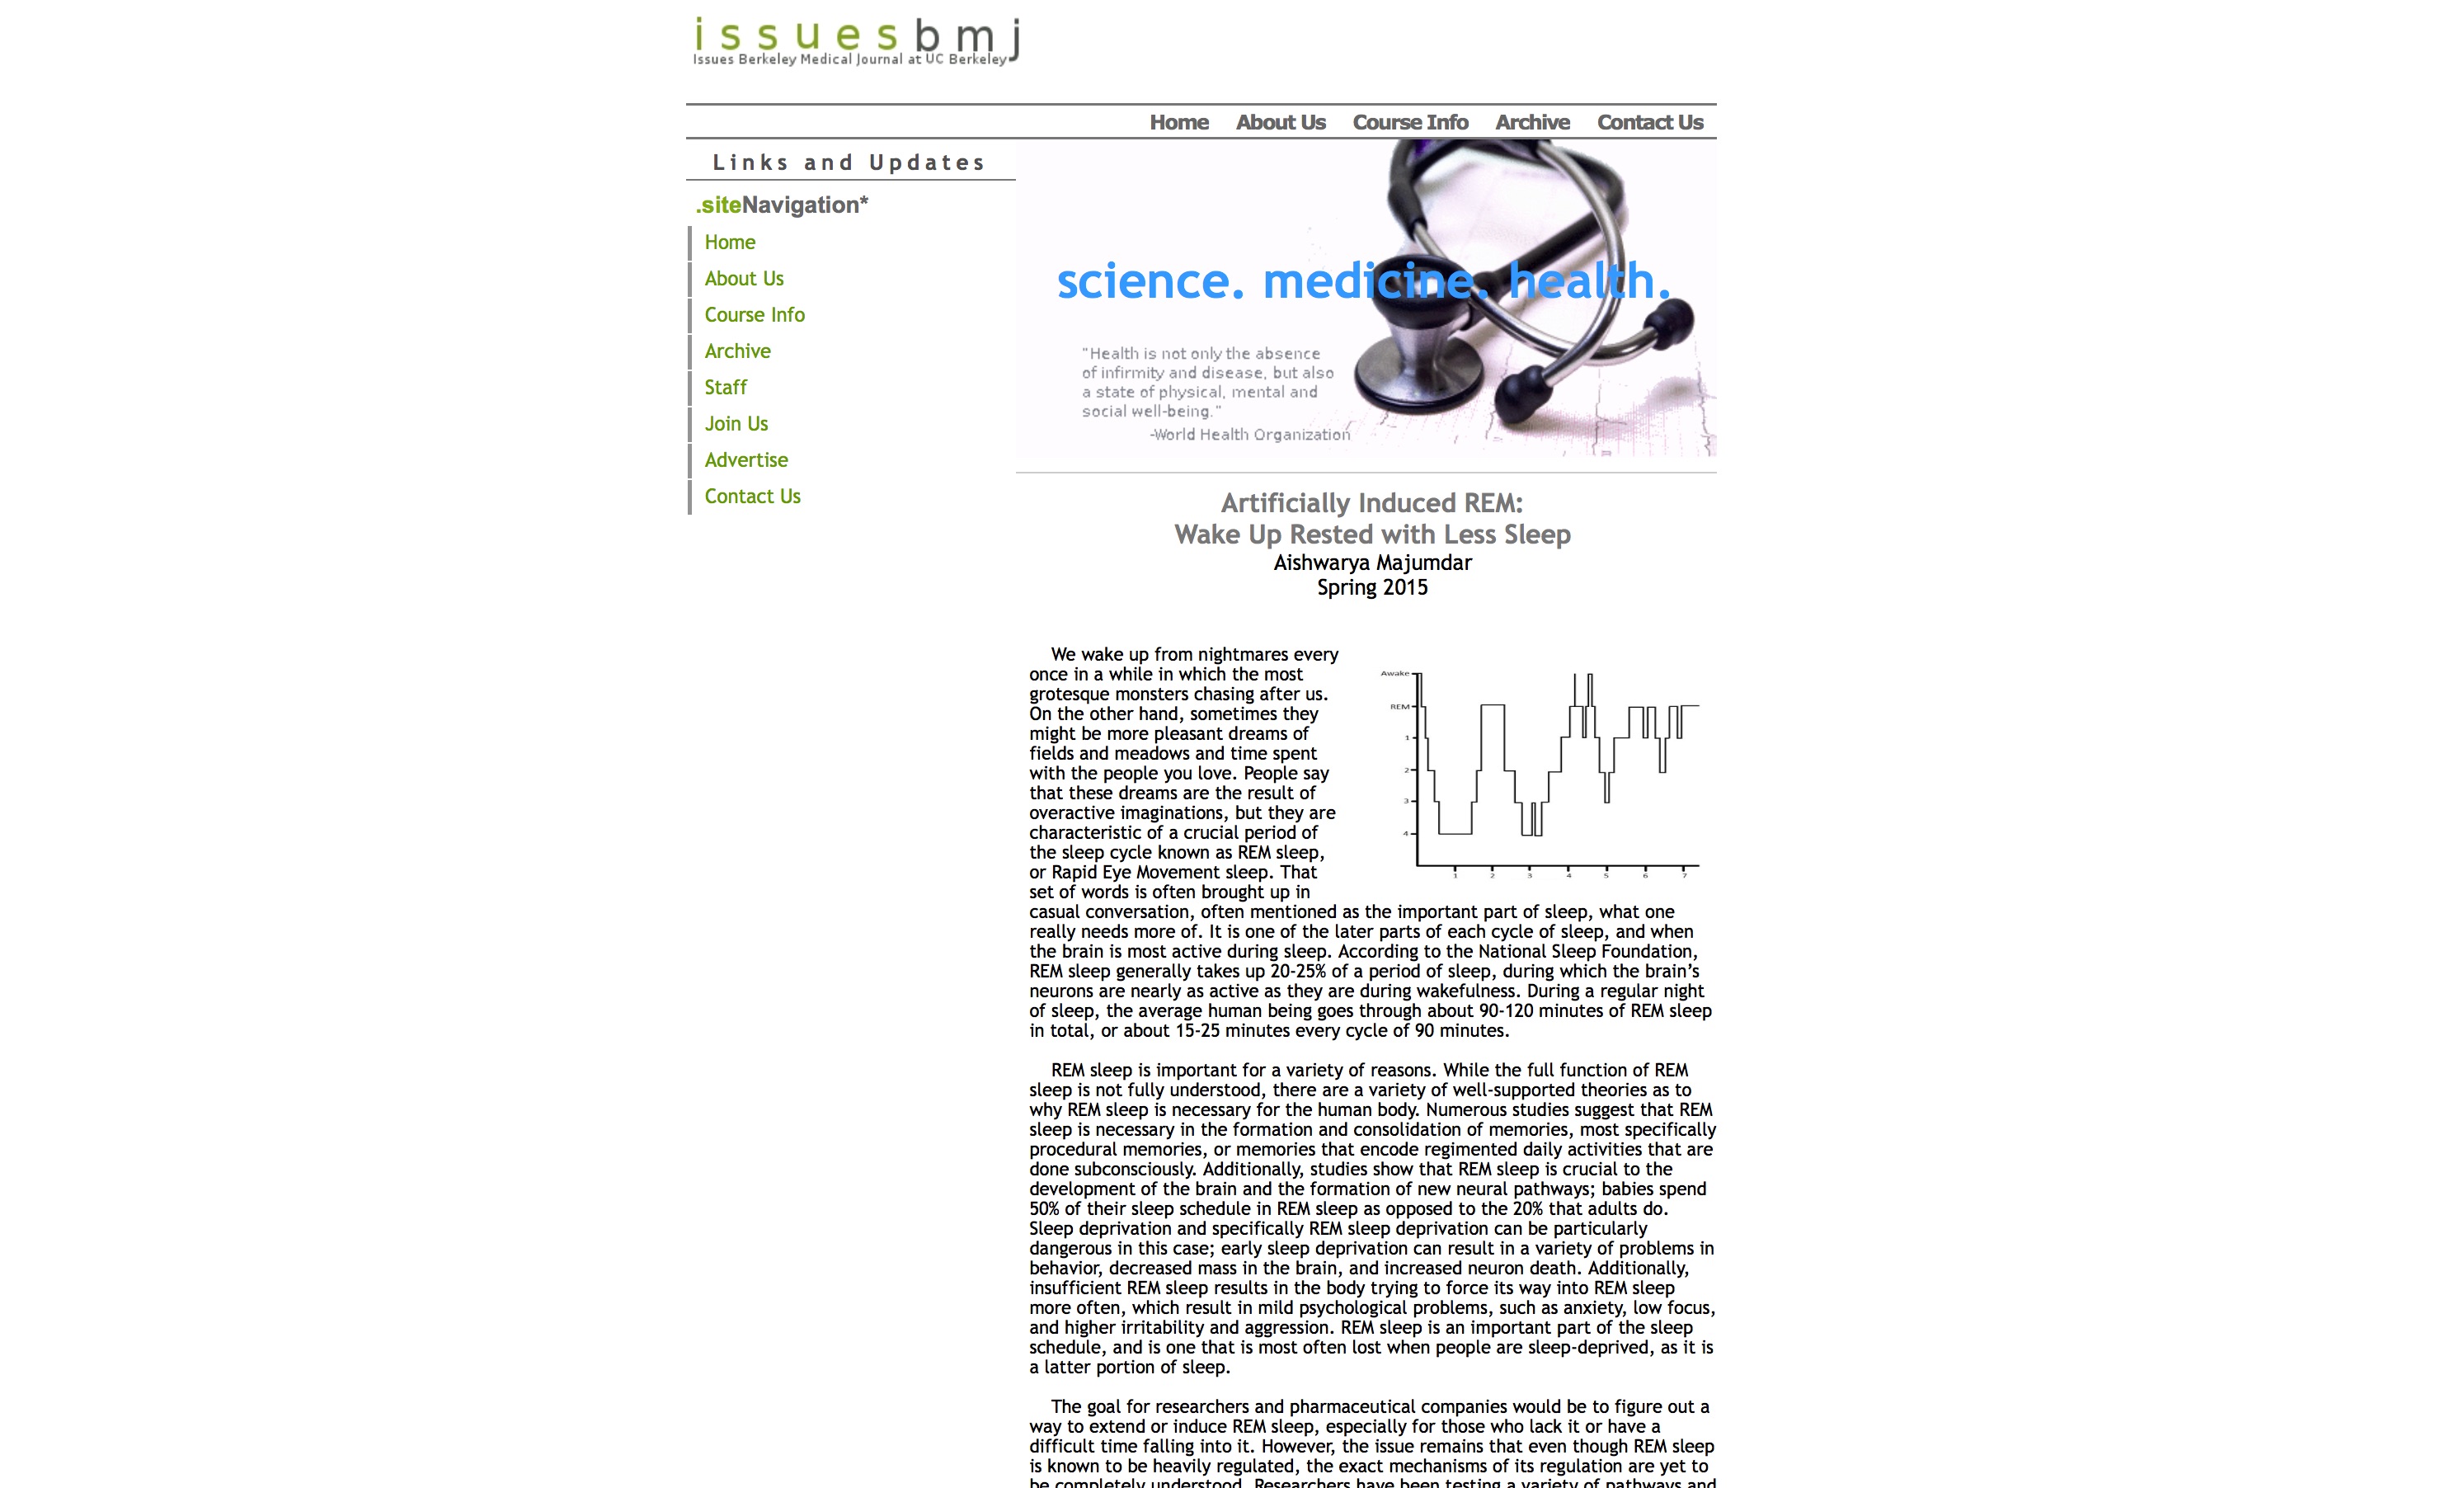 issuesbmj
Issues Berkeley Medical Journal at UC Berkeley
Home About Us Course Info Archive Contact Us
Links and Updates
.siteNavigation*
Home
About Us
Course Info
Archive
Staff
Join Us
Advertise
Contact Us
science. medicine. health.
"Health is not only the absence
of infirmity and disease, but also
a state of physical, mental and
social well-being."
-World Health Organization
Artificially Induced REM:
Wake Up Rested with Less Sleep
Aishwarya Majumdar
Spring 2015
We wake up from nightmares every
once in a while in which the most
grotesque monsters chasing after us.
On the other hand, sometimes they
might be more pleasant dreams of
fields and meadows and time spent
with the people you love. People say
that these dreams are the result of
overactive imaginations, but they are
characteristic of a crucial period of
the sleep cycle known as REM sleep,
or Rapid Eye Movement sleep. That
set of words is often brought up in
Awake
REM
1
2
3
4
1 2 3 4 5 6 7
casual conversation, often mentioned as the important part of sleep, what one
really needs more of. It is one of the later parts of each cycle of sleep, and when
the brain is most active during sleep. According to the National Sleep Foundation,
REM sleep generally takes up 20-25% of a period of sleep, during which the brain’s
neurons are nearly as active as they are during wakefulness. During a regular night
of sleep, the average human being goes through about 90-120 minutes of REM sleep
in total, or about 15-25 minutes every cycle of 90 minutes.
REM sleep is important for a variety of reasons. While the full function of REM
sleep is not fully understood, there are a variety of well-supported theories as to
why REM sleep is necessary for the human body. Numerous studies suggest that REM
sleep is necessary in the formation and consolidation of memories, most specifically
procedural memories, or memories that encode regimented daily activities that are
done subconsciously. Additionally, studies show that REM sleep is crucial to the
development of the brain and the formation of new neural pathways; babies spend
50% of their sleep schedule in REM sleep as opposed to the 20% that adults do.
Sleep deprivation and specifically REM sleep deprivation can be particularly
dangerous in this case; early sleep deprivation can result in a variety of problems in
behavior, decreased mass in the brain, and increased neuron death. Additionally,
insufficient REM sleep results in the body trying to force its way into REM sleep
more often, which result in mild psychological problems, such as anxiety, low focus,
and higher irritability and aggression. REM sleep is an important part of the sleep
schedule, and is one that is most often lost when people are sleep-deprived, as it is
a latter portion of sleep.
The goal for researchers and pharmaceutical companies would be to figure out a
way to extend or induce REM sleep, especially for those who lack it or have a
difficult time falling into it. However, the issue remains that even though REM sleep
is known to be heavily regulated, the exact mechanisms of its regulation are yet to
be completely understood. Researchers have been testing a variety of pathways and